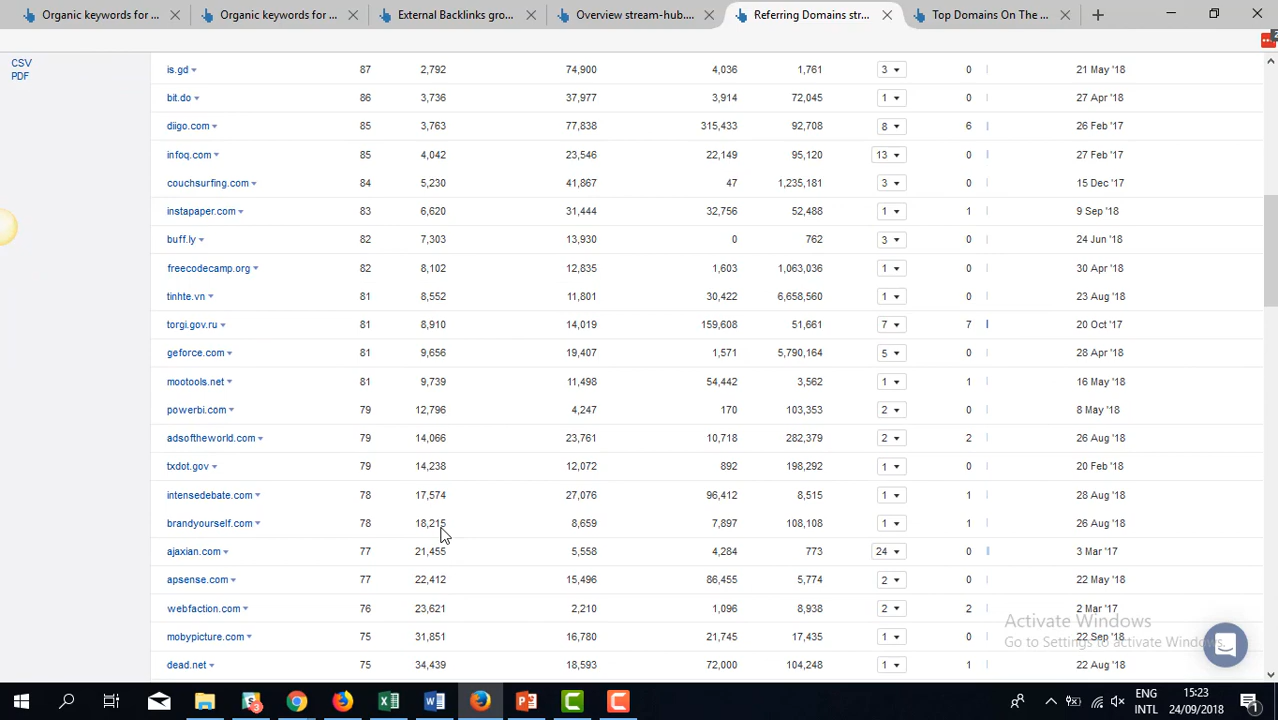 Organic keywords for ...
Organic keywords for ...
External Backlinks gro...
Overview stream-hub....
Referring Domains str...
Top Domains On The ...
CSV
PDF
is.gd 87 2,792 74,900 4,036 1,761 3 0 21 May '18
bit.do 86 3,736 37,977 3,914 72,045 1 0 27 Apr '18
diigo.com 85 3,763 77,838 315,433 92,708 8 6 26 Feb '17
infoq.com 85 4,042 23,546 22,149 95,120 13 0 27 Feb '17
couchsurfing.com 84 5,230 41,867 47 1,235,181 3 0 15 Dec '17
instapaper.com 83 6,620 31,444 32,756 52,488 1 1 9 Sep '18
buff.ly 82 7,303 13,930 0 762 3 0 24 Jun '18
freecodecamp.org 82 8,102 12,835 1,603 1,063,036 1 0 30 Apr '18
tinhte.vn 81 8,552 11,801 30,422 6,658,560 1 0 23 Aug '18
torgi.gov.ru 81 8,910 14,019 159,608 51,661 7 7 20 Oct '17
geforce.com 81 9,656 19,407 1,571 5,790,164 5 0 28 Apr '18
mootools.net 81 9,739 11,498 54,442 3,562 1 1 16 May '18
powerbi.com 79 12,796 4,247 170 103,353 2 0 8 May '18
adsoftheworld.com 79 14,066 23,761 10,718 282,379 2 2 26 Aug '18
txdot.gov 79 14,238 12,072 892 198,292 1 0 20 Feb '18
intensedebate.com 78 17,574 27,076 96,412 8,515 1 1 28 Aug '18
brandyourself.com 78 18,215 8,659 7,897 108,108 1 1 26 Aug '18
ajaxian.com 77 21,455 5,558 4,284 773 24 0 3 Mar '17
apsense.com 77 22,412 15,496 86,455 5,774 2 0 22 May '18
webfaction.com 76 23,621 2,210 1,096 8,938 2 2 2 Mar '17
Activate Windows
mobypicture.com 75 31,851 16,780 21,745 17,435 1 0 22 Sep '18
Go to Settings to activate Windows.
dead.net 75 34,439 18,593 72,000 104,248 1 1 22 Aug '18
ENG 15:23
INTL 24/09/2018